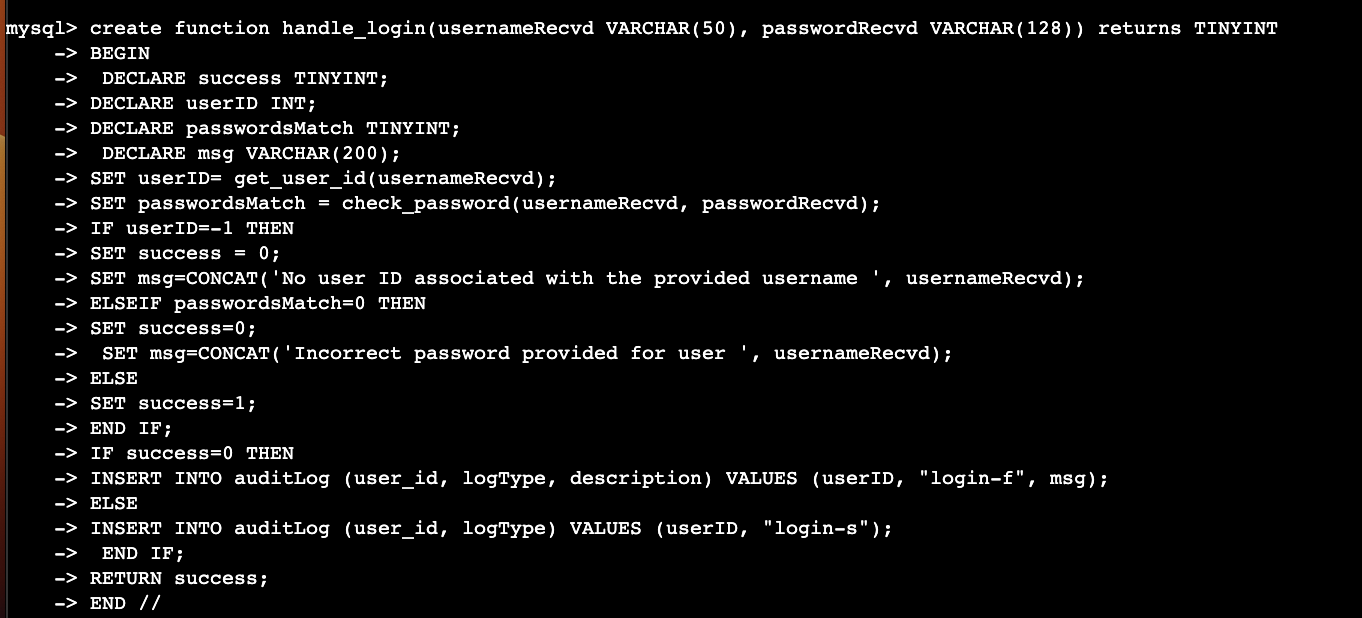 mysql> create function handle_login(usernameRecvd VARCHAR(50), passwordRecvd VARCHAR(128)) returns TINYINT
    -> BEGIN
    ->  DECLARE success TINYINT;
    -> DECLARE userID INT;
    -> DECLARE passwordsMatch TINYINT;
    ->  DECLARE msg VARCHAR(200);
    -> SET userID= get_user_id(usernameRecvd);
    -> SET passwordsMatch = check_password(usernameRecvd, passwordRecvd);
    -> IF userID=-1 THEN
    -> SET success = 0;
    -> SET msg=CONCAT('No user ID associated with the provided username ', usernameRecvd);
    -> ELSEIF passwordsMatch=0 THEN
    -> SET success=0;
    ->  SET msg=CONCAT('Incorrect password provided for user ', usernameRecvd);
    -> ELSE
    -> SET success=1;
    -> END IF;
    -> IF success=0 THEN
    -> INSERT INTO auditLog (user_id, logType, description) VALUES (userID, "login-f", msg);
    -> ELSE
    -> INSERT INTO auditLog (user_id, logType) VALUES (userID, "login-s");
    ->  END IF;
    -> RETURN success;
    -> END //